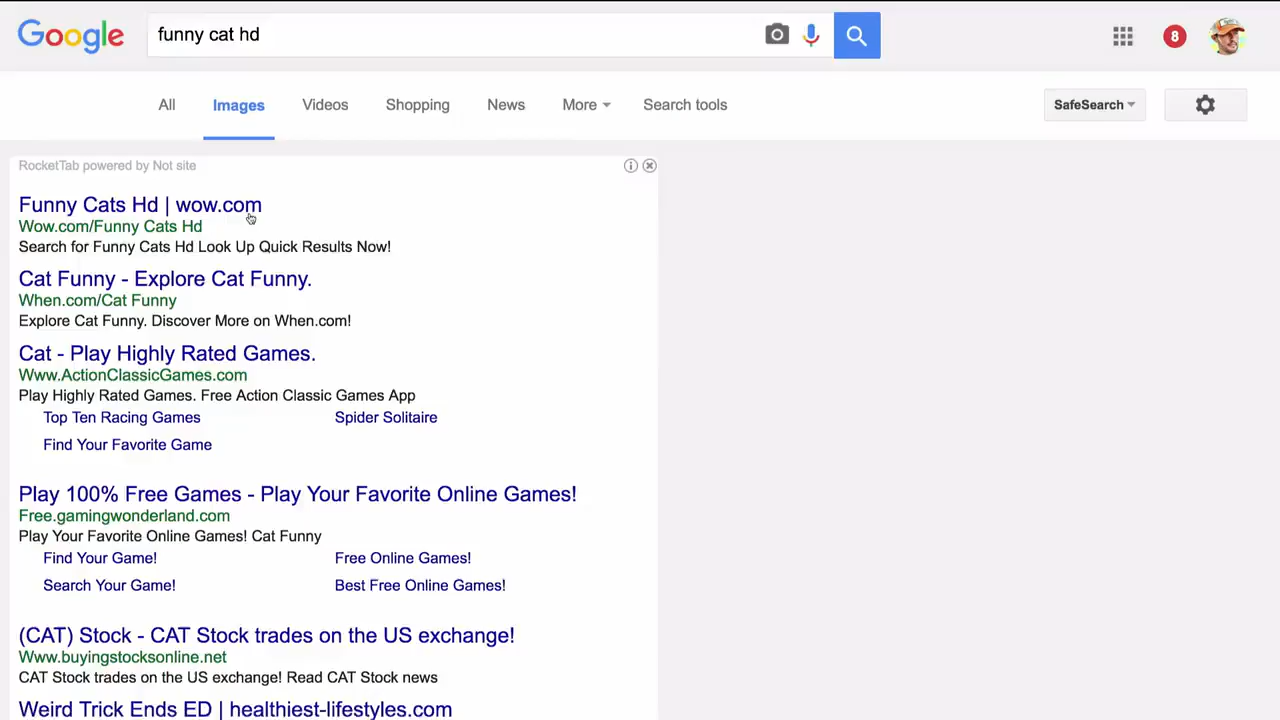 Google
funny cat hd
8
All Images Videos Shopping News More Search tools SafeSearch
RocketTab powered by Not site
Funny Cats Hd | wow.com
Wow.com/Funny Cats Hd
Search for Funny Cats Hd Look Up Quick Results Now!
Cat Funny - Explore Cat Funny.
When.com/Cat Funny
Explore Cat Funny. Discover More on When.com!
Cat - Play Highly Rated Games.
Www.ActionClassicGames.com
Play Highly Rated Games. Free Action Classic Games App
Top Ten Racing Games Spider Solitaire
Find Your Favorite Game
Play 100% Free Games - Play Your Favorite Online Games!
Free.gamingwonderland.com
Play Your Favorite Online Games! Cat Funny
Find Your Game! Free Online Games!
Search Your Game! Best Free Online Games!
(CAT) Stock - CAT Stock trades on the US exchange!
Www.buyingstocksonline.net
CAT Stock trades on the US exchange! Read CAT Stock news
Weird Trick Ends ED | healthiest-lifestyles.com